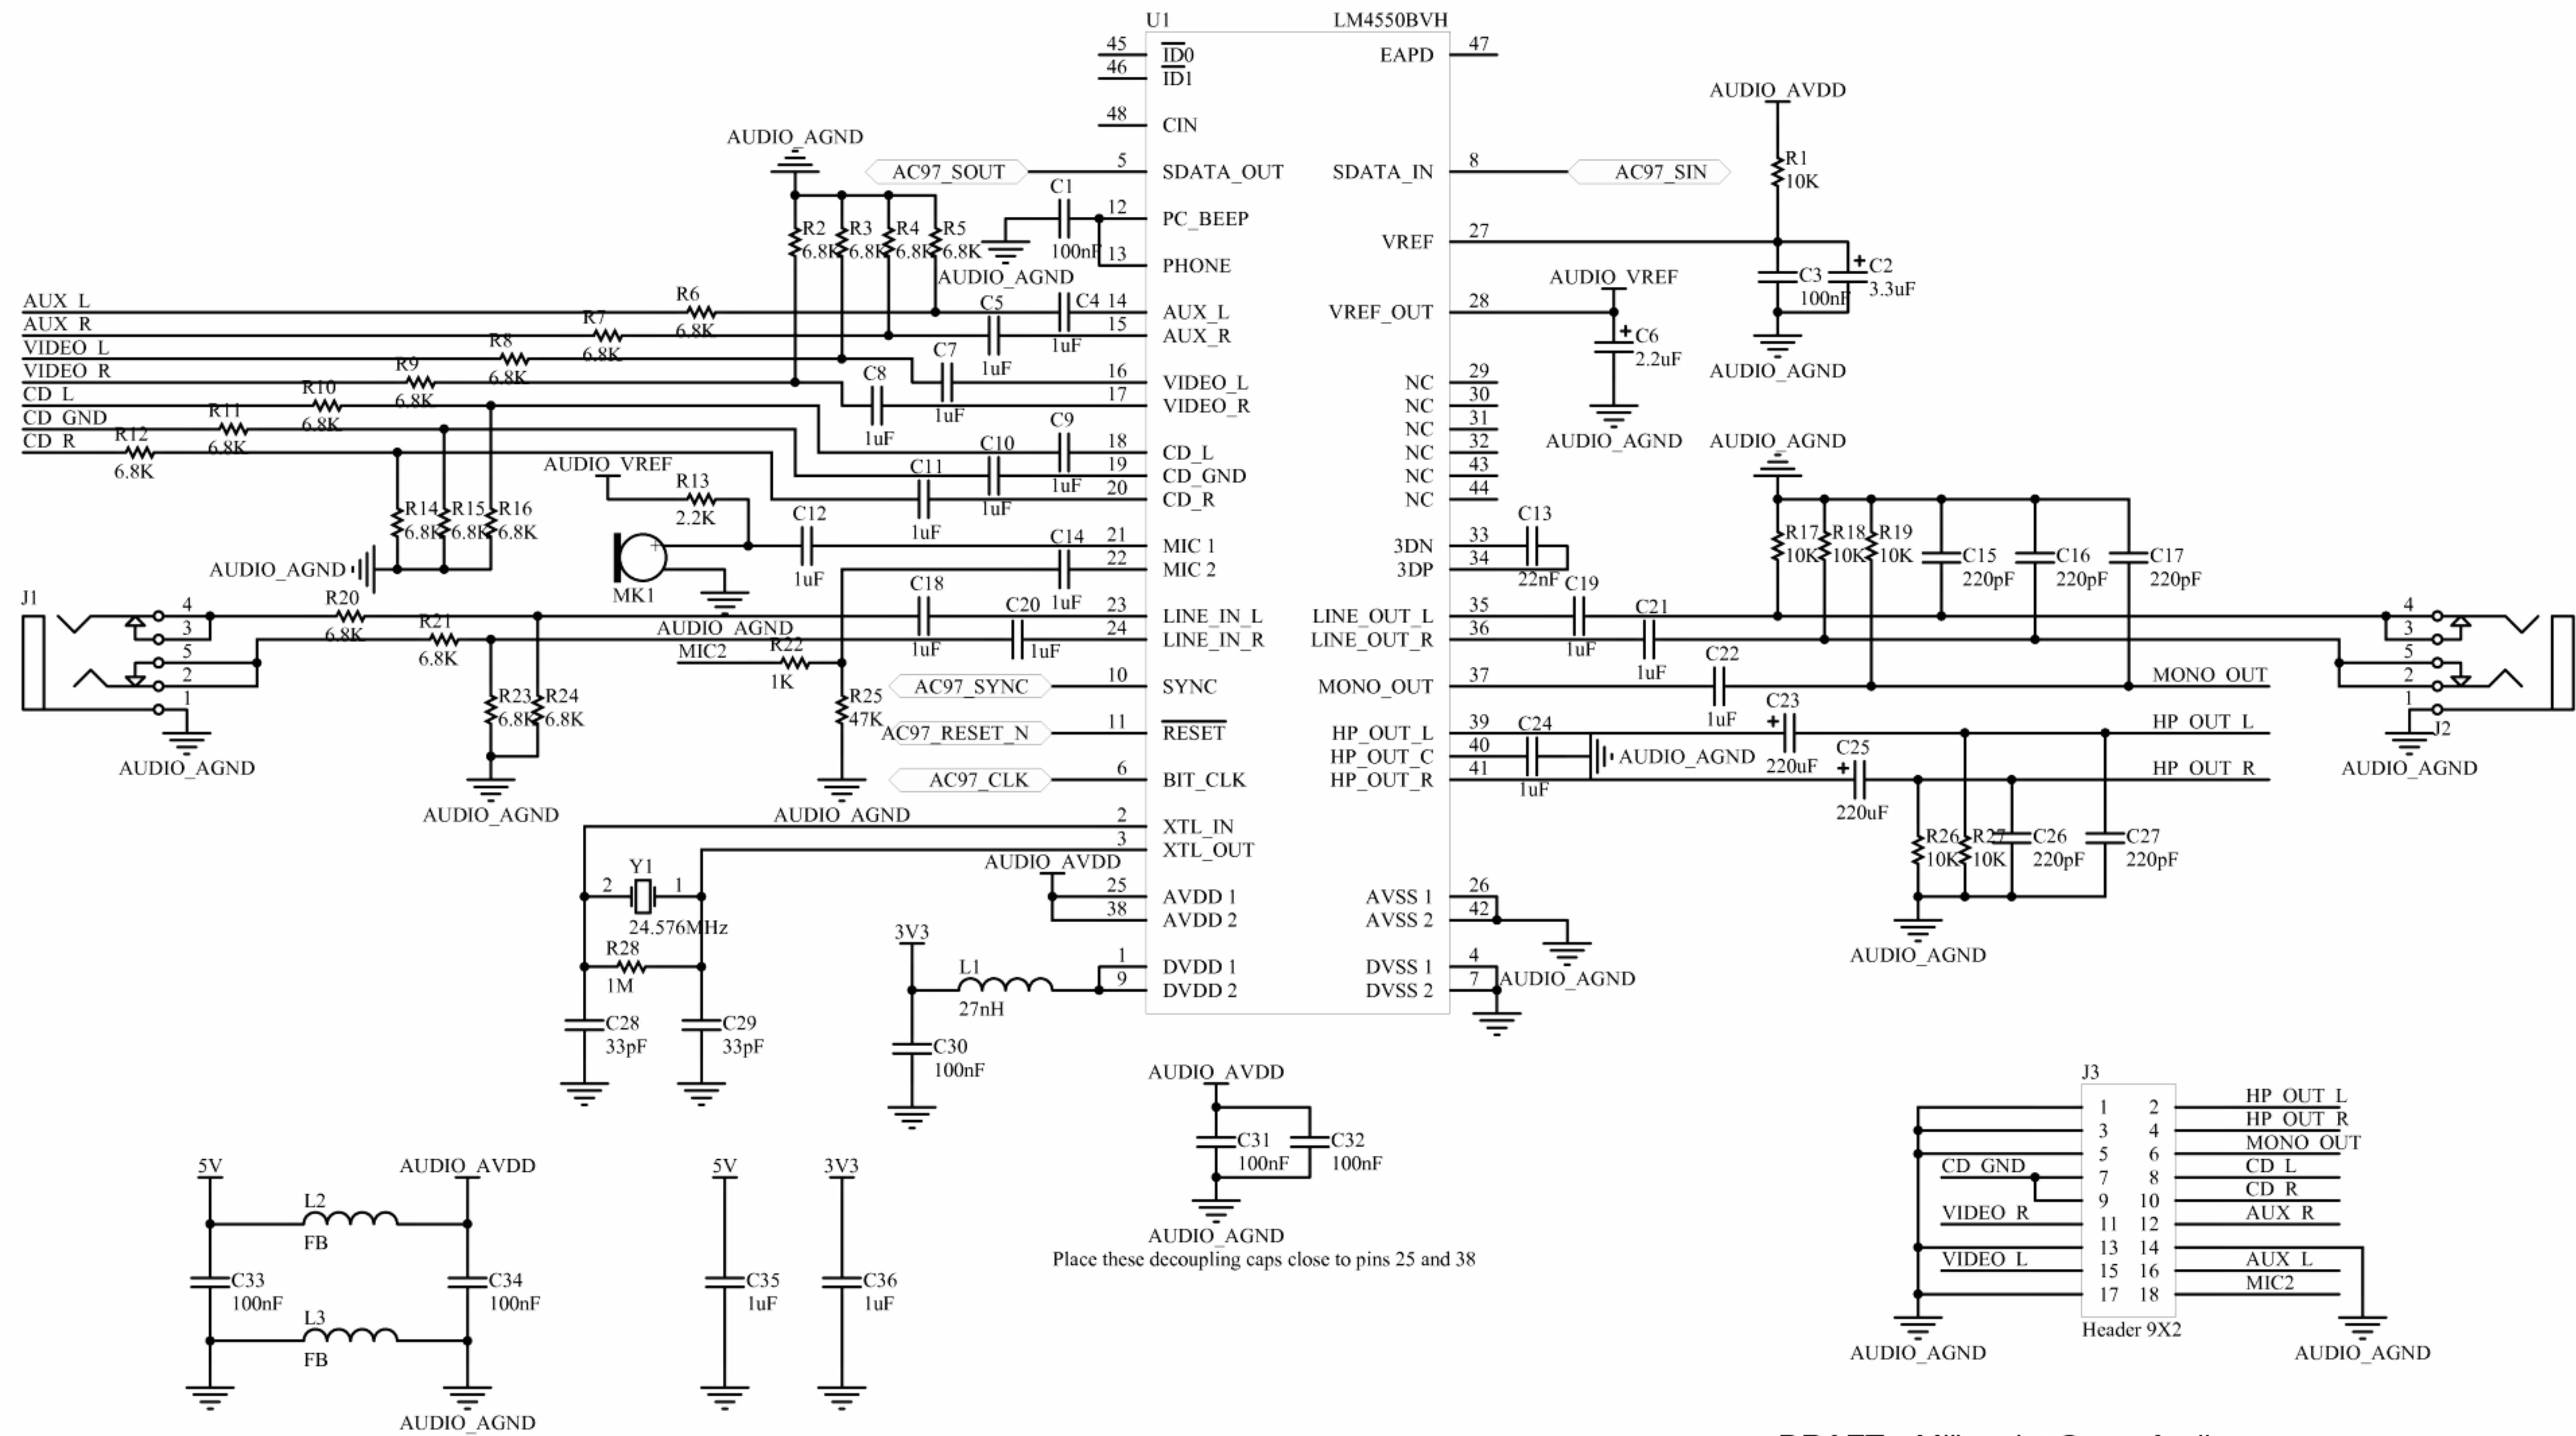 U1 LM4550BVH
45 ID0 EAPD 47
46 ID1
AUDIO_AVDD
48 CIN
AUDIO_AGND
AC97_SOUT 5 SDATA_OUT SDATA_IN 8 AC97_SIN
R1
10K
C1 12 PC_BEEP
100nF
R2 R3 R4 R5
6.8K 6.8K 6.8K 6.8K
VREF 27
13 PHONE
AUDIO_AGND
AUDIO_VREF
C3 C2
100nF 3.3uF
AUX_L R6 C5 C4 14 AUX_L VREF_OUT 28
6.8K 1uF
AUX_R R7 15 AUX_R
6.8K 1uF
C6
2.2uF
VIDEO_L R8 C7 16 VIDEO_L NC 29
6.8K 1uF
AUDIO_AGND
VIDEO_R R9 C8 17 VIDEO_R NC 30
6.8K 1uF
CD_L R10 NC 31
6.8K
CD_GND R11 C9 18 CD_L NC 32
6.8K 1uF
AUDIO_AGND AUDIO_AGND
CD_R R12 C10 19 CD_GND NC 43
6.8K 1uF
C11 20 CD_R NC 44
1uF
AUDIO_VREF
R13
2.2K
R14 R15 R16
6.8K 6.8K 6.8K
C12 21 MIC 1 3DN 33 C13
1uF 22nF
C14 22 MIC 2 3DP 34
1uF
R17 R18 R19 C15 C16 C17
10K 10K 10K 220pF 220pF 220pF
AUDIO_AGND
MK1
J1 4 R20 C18 23 LINE_IN_L LINE_OUT_L 35 C19 4
6.8K 1uF 1uF
3 R21 C20 24 LINE_IN_R LINE_OUT_R 36 C21 3
6.8K 1uF 1uF
AUDIO_AGND
5 MIC2 R22 5
1K
2 AC97_SYNC 10 SYNC MONO_OUT 37 C22 MONO_OUT 2
1uF
1 R23 R24 R25 1
6.8K 6.8K 47K
AC97_RESET_N 11 RESET HP_OUT_L 39 C24 C23 HP_OUT_L J2
1uF 220uF
HP_OUT_C 40 AUDIO_AGND
AUDIO_AGND AC97_CLK 6 BIT_CLK HP_OUT_R 41 C25 HP_OUT_R AUDIO_AGND
220uF
AUDIO_AGND AUDIO_AGND
2 XTL_IN
3 XTL_OUT
R26 R27 C26 C27
10K 10K 220pF 220pF
AUDIO_AVDD
Y1
2 1
24.576MHz
25 AVDD 1 AVSS 1 26
38 AVDD 2 AVSS 2 42
AUDIO_AGND
R28
1M
3V3
L1
27nH
1 DVDD 1 DVSS 1 4
AUDIO_AGND
9 DVDD 2 DVSS 2 7
C28 C29
33pF 33pF
C30
100nF
AUDIO_AVDD
C31 C32
100nF 100nF
AUDIO_AGND
Place these decoupling caps close to pins 25 and 38
5V AUDIO_AVDD 5V 3V3
L2
FB
C33 C34 C35 C36
100nF 100nF 1uF 1uF
L3
FB
AUDIO_AGND
J3
1 2 HP_OUT_L
3 4 HP_OUT_R
5 6 MONO_OUT
CD_GND 7 8 CD_L
9 10 CD_R
VIDEO_R 11 12 AUX_R
13 14
VIDEO_L 15 16 AUX_L
17 18 MIC2
Header 9X2
AUDIO_AGND AUDIO_AGND